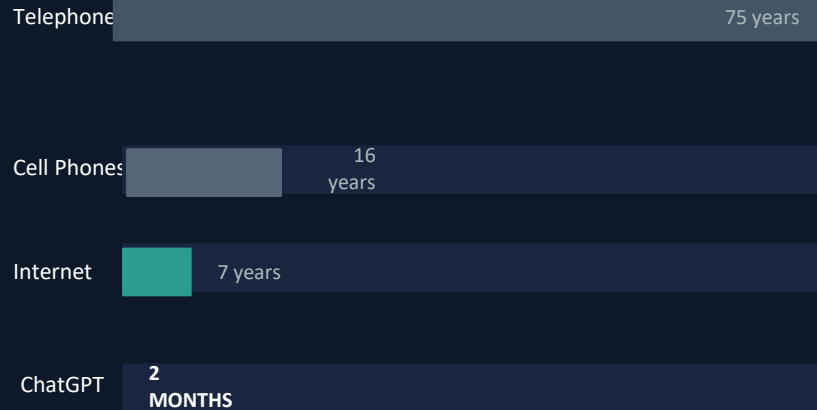 Telephone
75 years
Cell Phones
16
years
Internet
7 years
ChatGPT
2
MONTHS